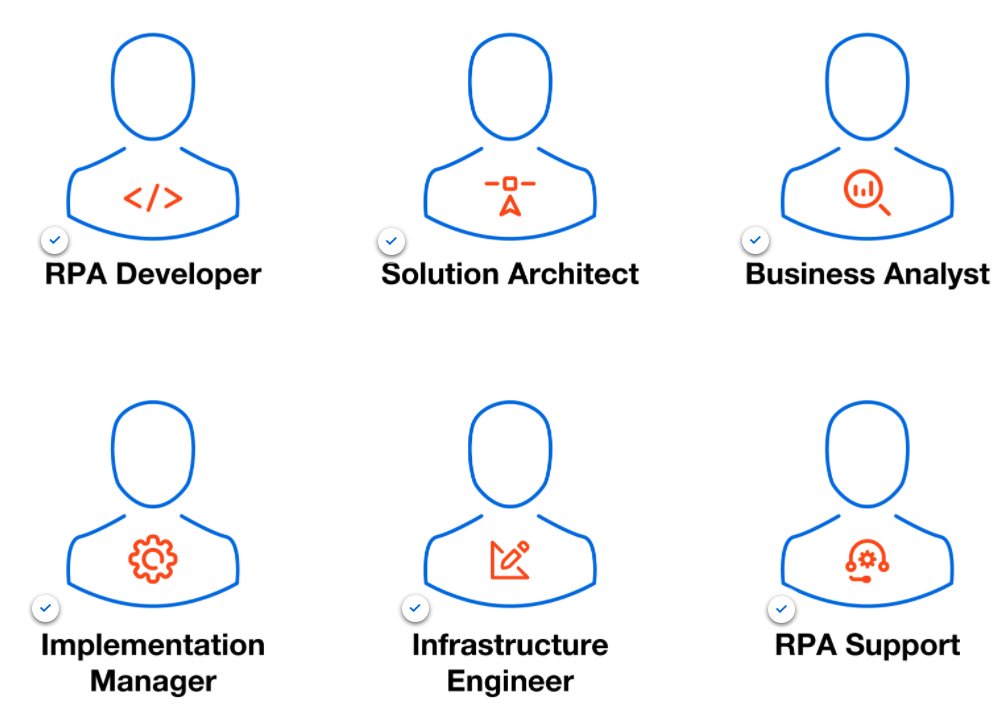 RPA Developer
Solution Architect
Business Analyst
Implementation
Manager
Infrastructure
Engineer
RPA Support